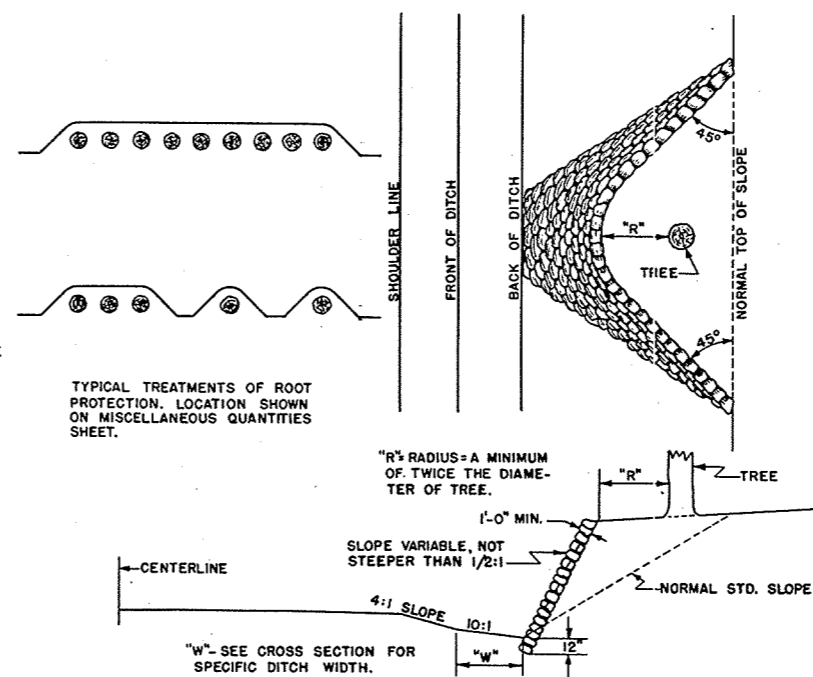 SHOULDER LINE
FRONT OF DITCH
BACK OF DITCH
NORMAL TOP OF SLOPE
45°
"R"
TREE
45°
TYPICAL TREATMENTS OF ROOT
PROTECTION. LOCATION SHOWN
ON MISCELLANEOUS QUANTITIES
SHEET.
"R"= RADIUS = A MINIMUM
OF TWICE THE DIAME-
TER OF TREE.
"R"
TREE
1'-0" MIN.
SLOPE VARIABLE, NOT
STEEPER THAN 1/2:1
CENTERLINE
NORMAL STD. SLOPE
4:1 SLOPE
10:1
12"
"W"
"W"- SEE CROSS SECTION FOR
SPECIFIC DITCH WIDTH.